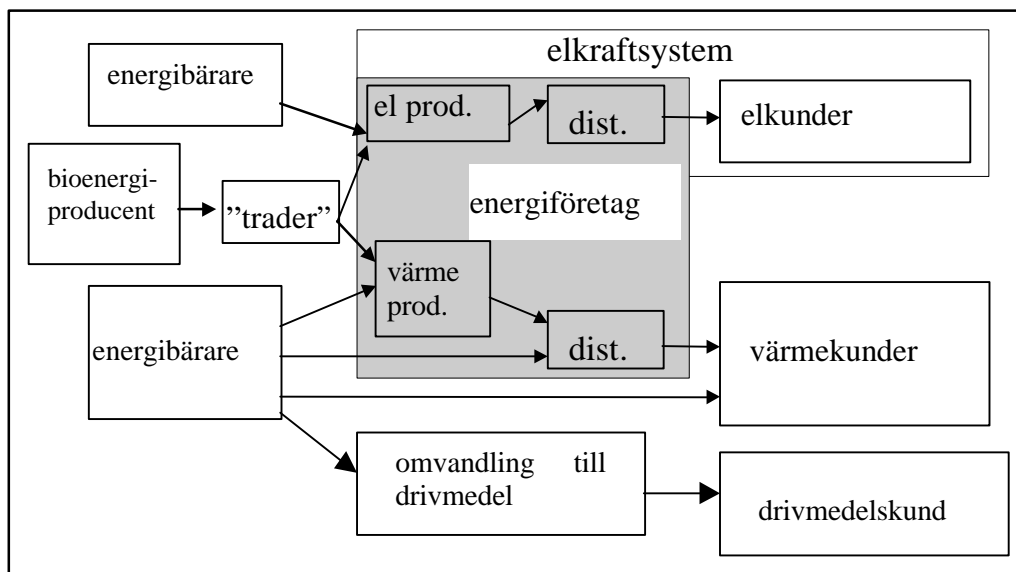 elkraftsystem
energibärare
el prod.
dist.
elkunder
bioenergi-
producent
”trader”
energiföretag
värme
prod.
energibärare
dist.
värmekunder
omvandling till
drivmedel
drivmedelskund